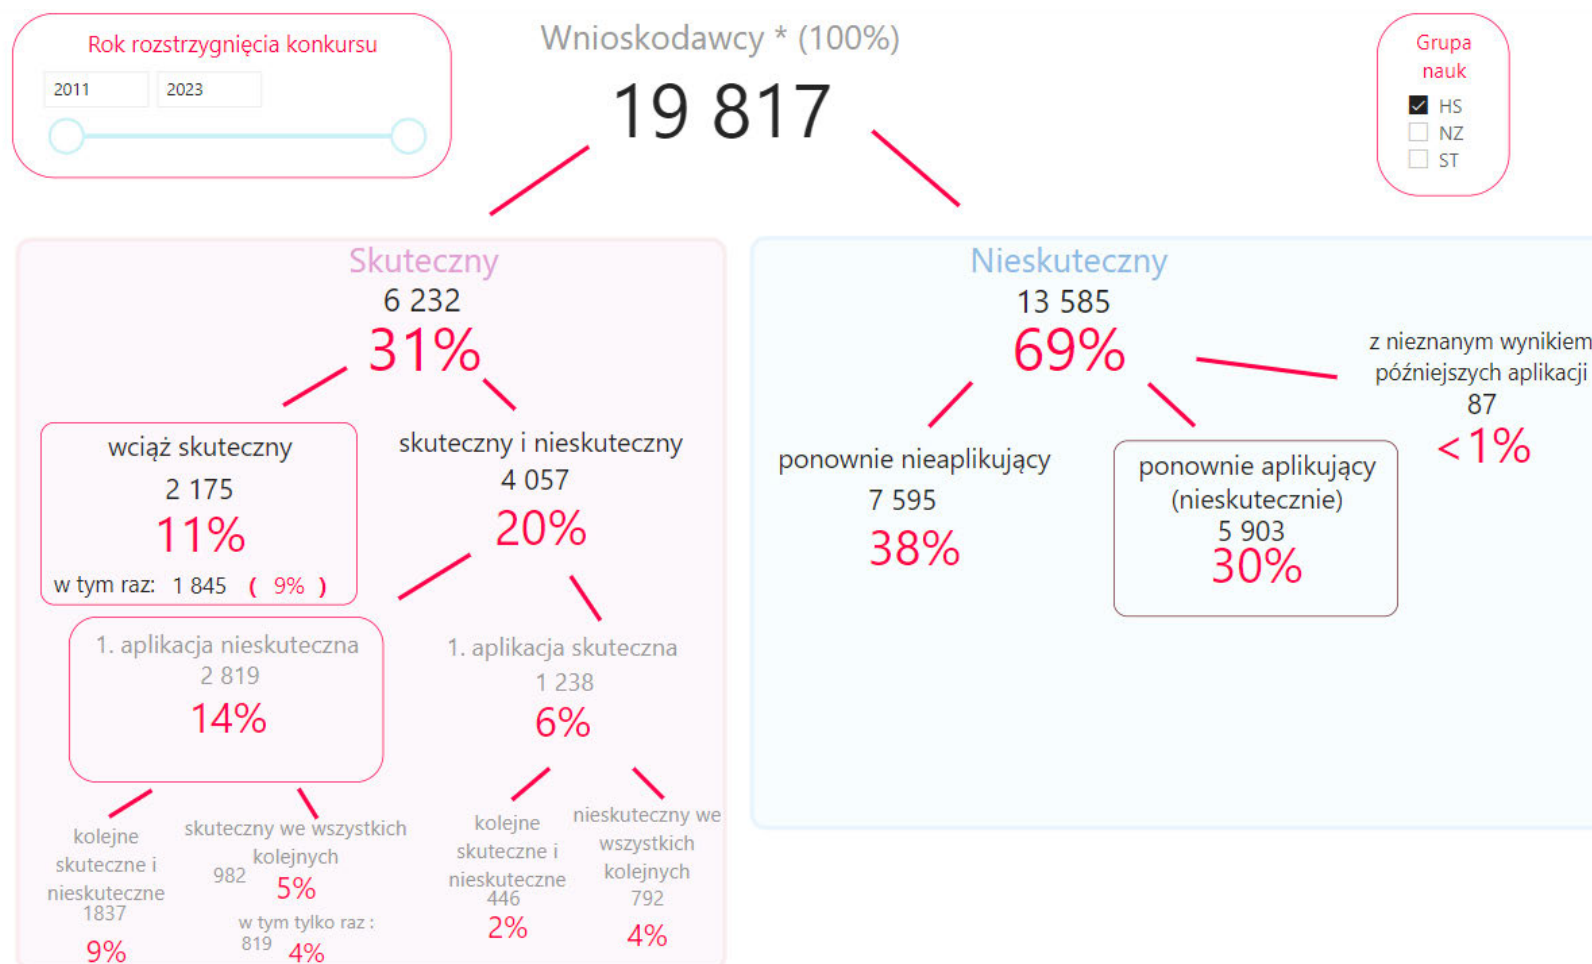 Rok rozstrzygnięcia konkursu
2011 2023
Wnioskodawcy * (100%)
19 817
Grupa
nauk
HS
NZ
ST
Skuteczny
6 232
31%
wciąż skuteczny
2 175
11%
w tym raz: 1 845 ( 9% )
skuteczny i nieskuteczny
4 057
20%
1. aplikacja nieskuteczna
2 819
14%
1. aplikacja skuteczna
1 238
6%
kolejne
skuteczne i
nieskuteczne
1837
9%
skuteczny we wszystkich
kolejnych
982 5%
w tym tylko raz :
819 4%
kolejne
skuteczne i
nieskuteczne
446
2%
nieskuteczny we
wszystkich
kolejnych
792
4%
Nieskuteczny
13 585
69%
ponownie nieaplikujący
7 595
38%
ponownie aplikujący
(nieskutecznie)
5 903
30%
z nieznanym wynikiem
późniejszych aplikacji
87
<1%